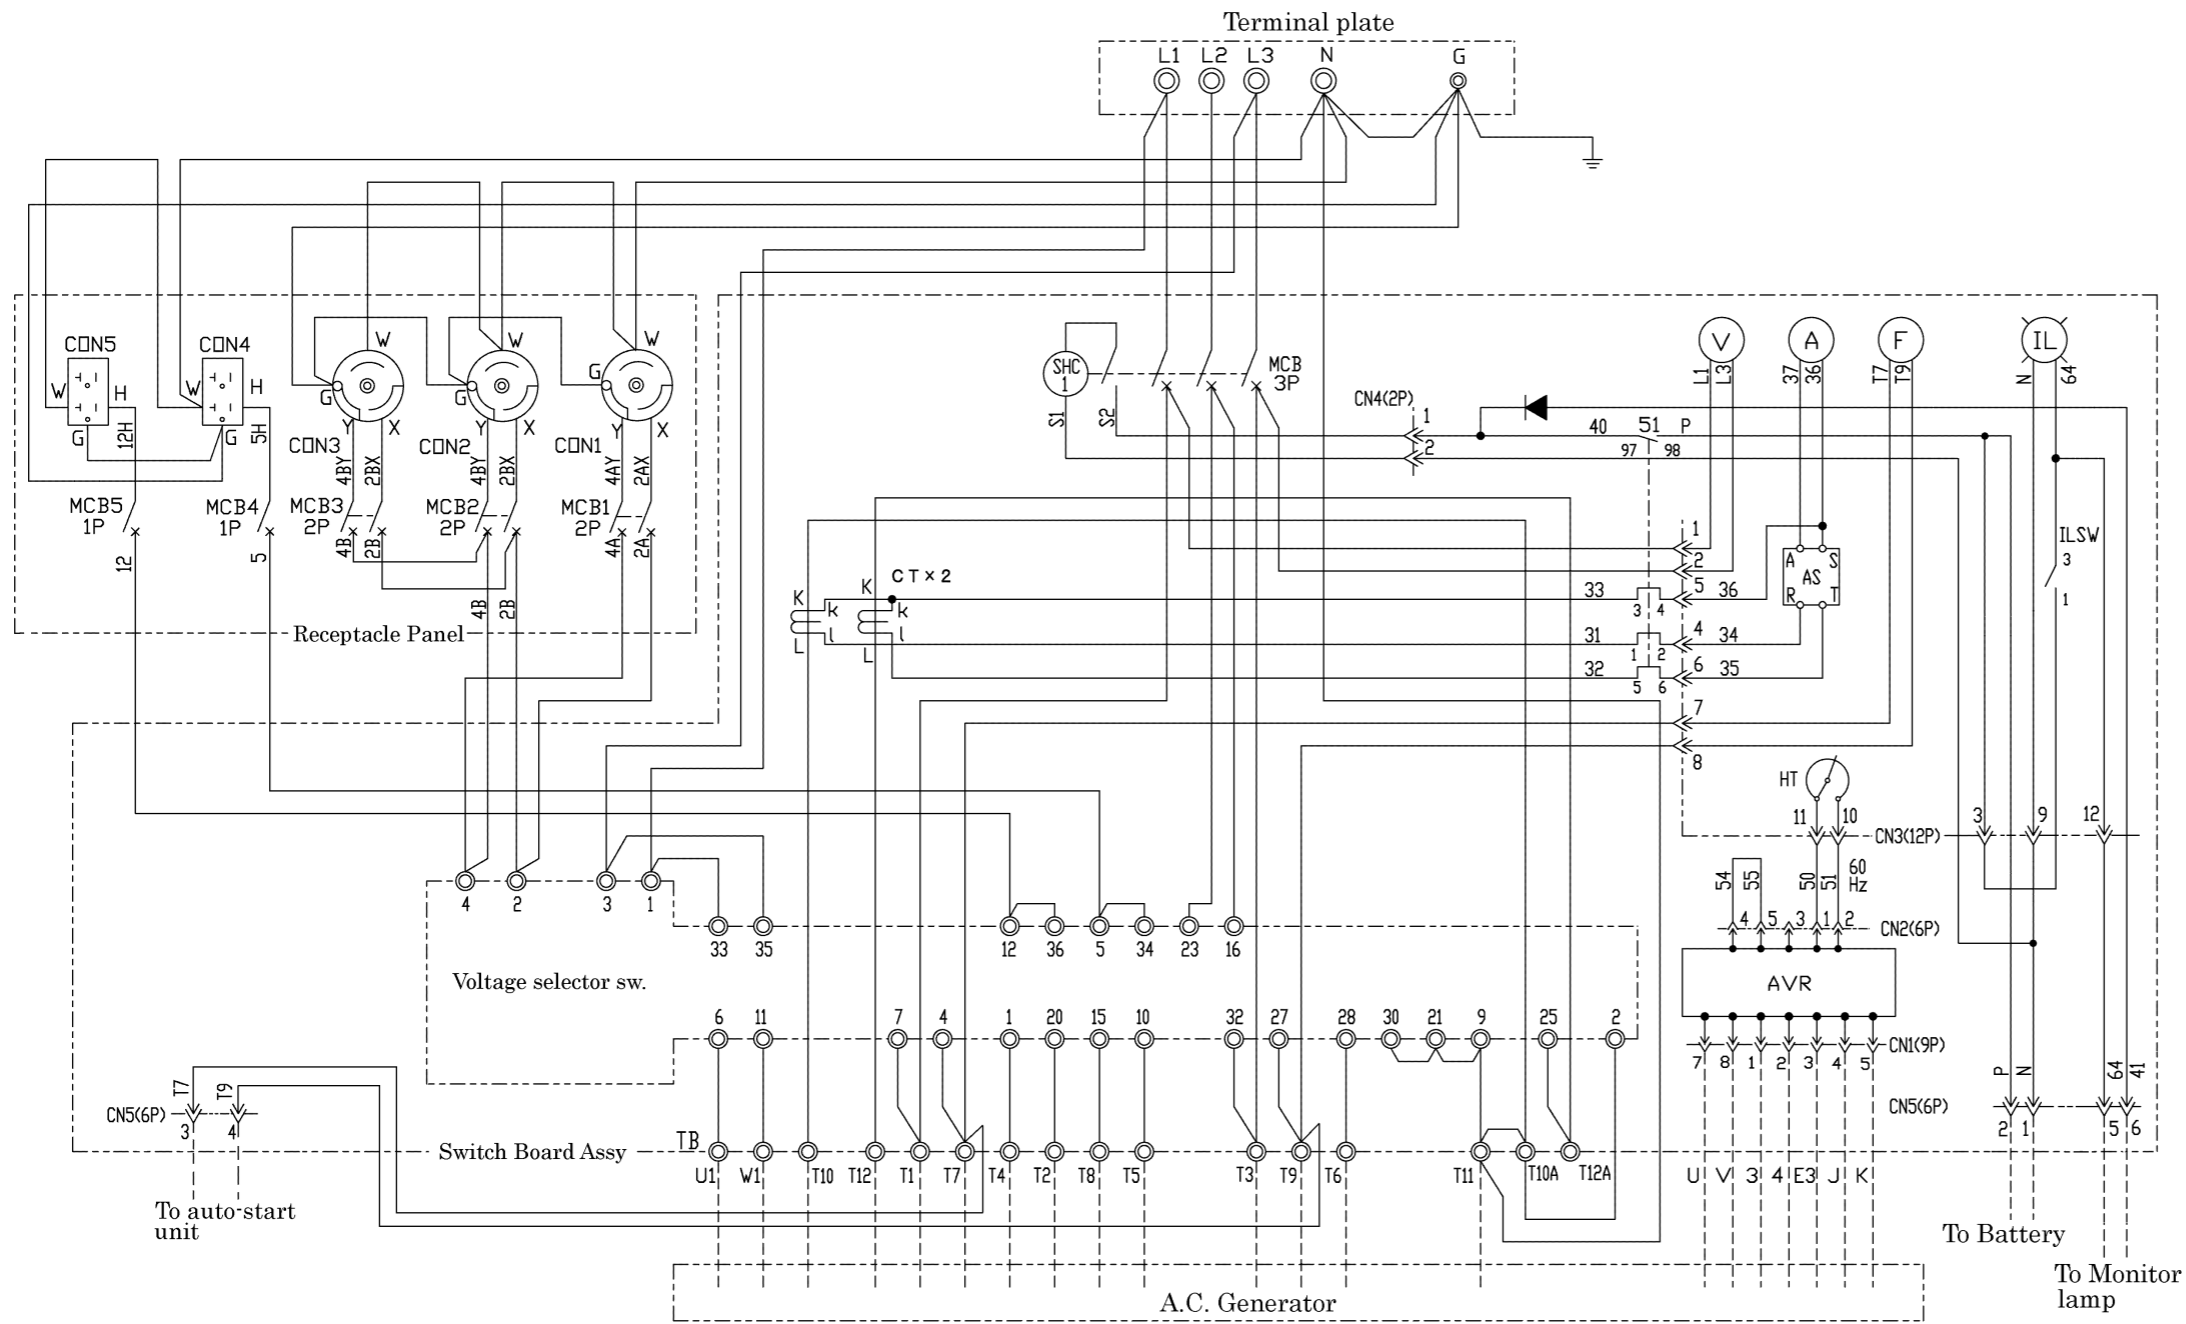 Terminal plate
L1 L2 L3 N G
CON5 CON4 W W W
W H W H G G G
G G Y X Y X Y X
CON3 CON2 CON1
12H 5H 4BY 2BX 4BY 2BX 4AY 2AX
MCB5 1P
MCB4 1P
MCB3 2P
MCB2 2P
MCB1 2P
12 5 4B 2B 4A 2A
4B 2B
Receptacle Panel
SHC 1
S1 S2
MCB 3P
CN4(2P)
1
2
40 51 P
97 98
V A F IL
L1 L3 37 36 T7 T9 N 64
ILSW
3
1
A S
AS
R T
CT×2
K k K k
L l L l
33 3 4 5 36
31 1 2 4 34
32 5 6 6 35
1
2
7
8
HT
11 10
CN3(12P)
3 9 12
54 55 50 51 60 Hz
4 5 3 1 2
CN2(6P)
AVR
CN1(9P)
7 8 1 2 3 4 5
U V 3 4 E3 J K
P N 64 41
CN5(6P)
2 1 5 6
To Battery
To Monitor
lamp
4 2 3 1
33 35 12 36 5 34 23 16
Voltage selector sw.
6 11 7 4 1 20 15 10 32 27 28 30 21 9 25 2
T7 T9
CN5(6P)
3 4
To auto-start
unit
Switch Board Assy
TB
U1 W1 T10 T12 T1 T7 T4 T2 T8 T5 T3 T9 T6 T11 T10A T12A
A.C. Generator